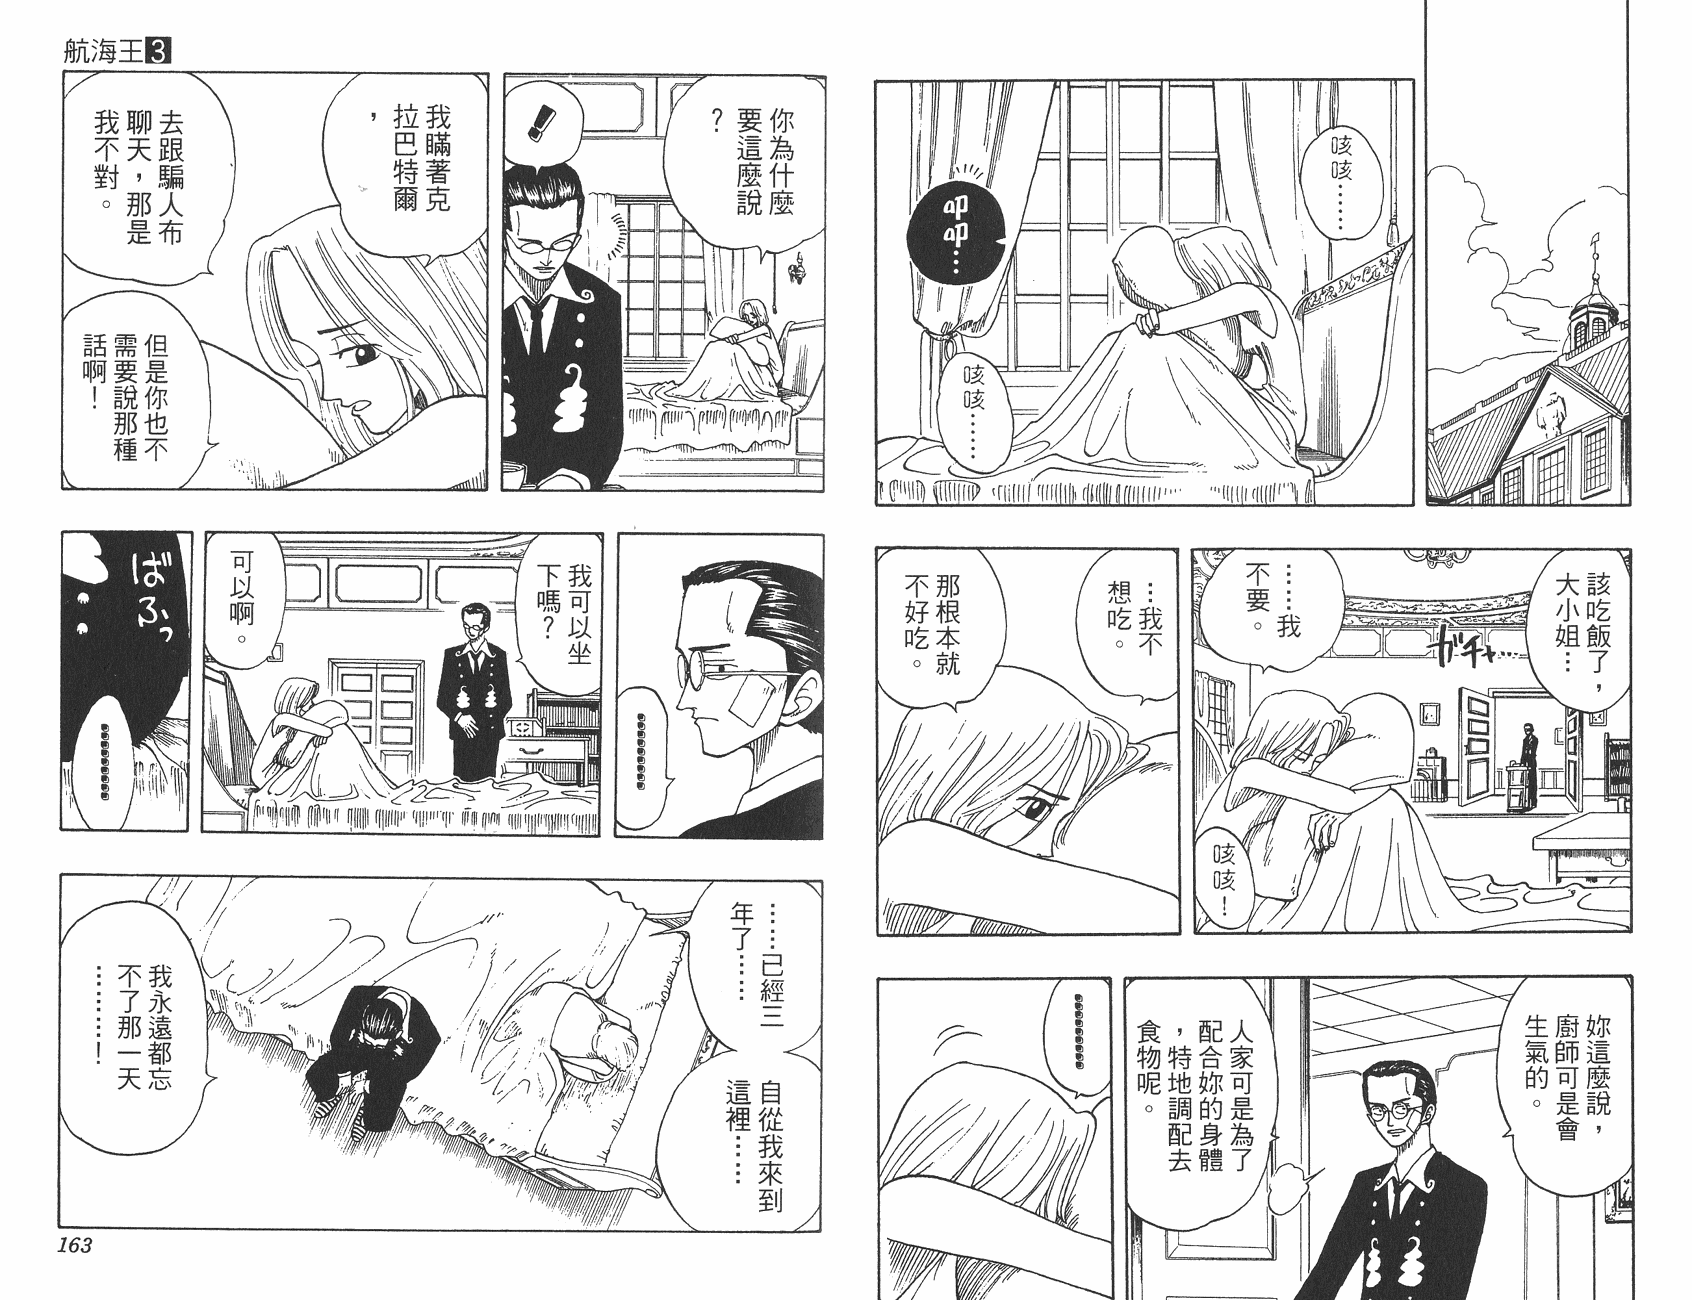 咳
咳……
叩
叩…
咳
咳……
該吃飯了，
大小姐…
……我
不要。
ガチャ…
咳
咳！
…我不
想吃。
那根本就
不好吃。
妳這麼說，
廚師可是會
生氣的。
人家可是為了
配合妳的身體
，特地調配去
食物呢。
…………
航海王3
你為什麼
要這麼說
？
！
我瞞著克
拉巴特爾
，
去跟騙人布
聊天，那是
我不對。
但是你也不
需要說那種
話啊！
…………
我可以坐
下嗎？
可以啊。
ばふっ
…………
……已經三
年了……
自從我來到
這裡……
我永遠都忘
不了那一天
…………！
163